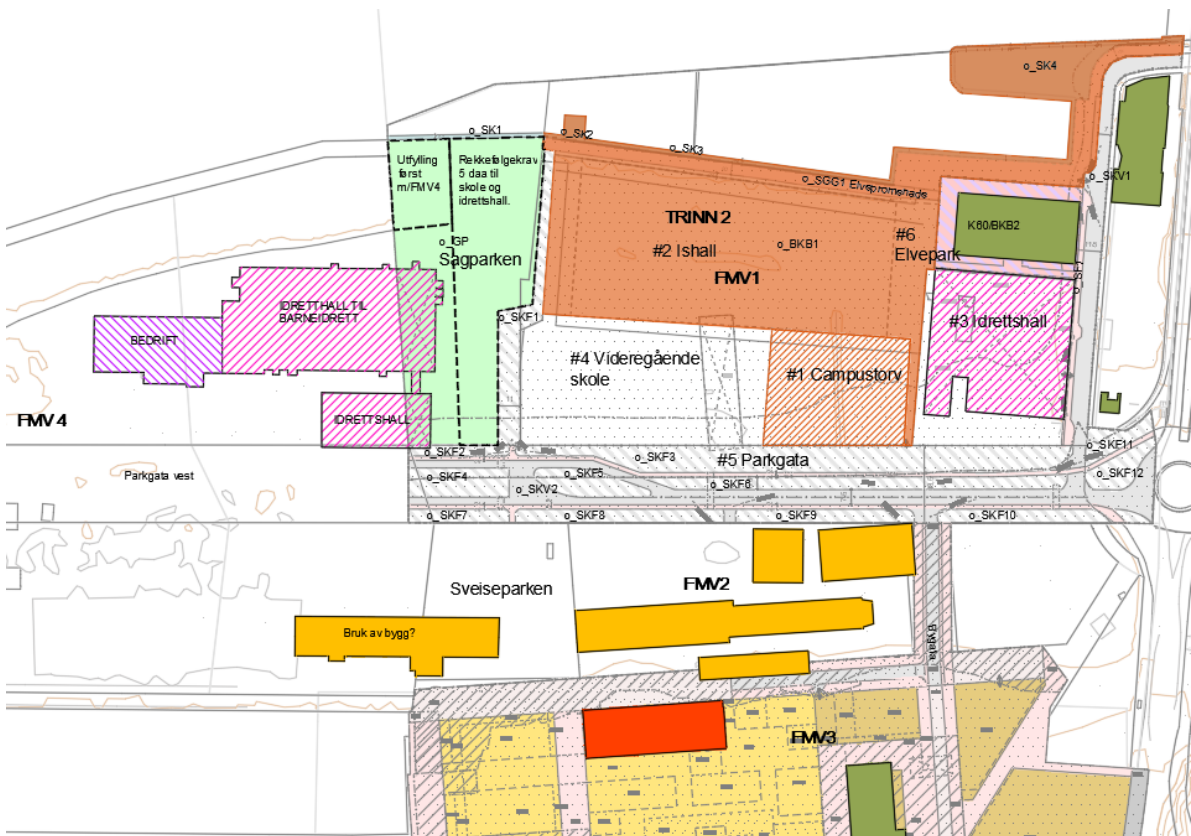 o_SK4
o_SK1
o_SK2
o_SK3
Utfylling
først
m/FMV4
Rekkefølgekrav
5 daa til
skole og
idrettshall.
o_SGG1 Elvepromenade
o_SKV1
TRINN 2
#2 Ishall
o_BKB1
#6
Elvepark
K60/BKB2
o_GP
Sagparken
FMV1
IDRETTHALL TIL
BARNEIDRETT
o_SKF1
#3 Idrettshall
BEDRIFT
#4 Videregående
skole
#1 Campustorv
FMV 4
IDRETTSHALL
o_SKF2
o_SKF3
#5 Parkgata
o_SKF11
Parkgata vest
o_SKF4
o_SKF5
o_SKF6
o_SKF12
o_SKV2
o_SKF7
o_SKF8
o_SKF9
o_SKF10
Sveiseparken
FMV2
Bruk av bygg?
Bygata
FMV3